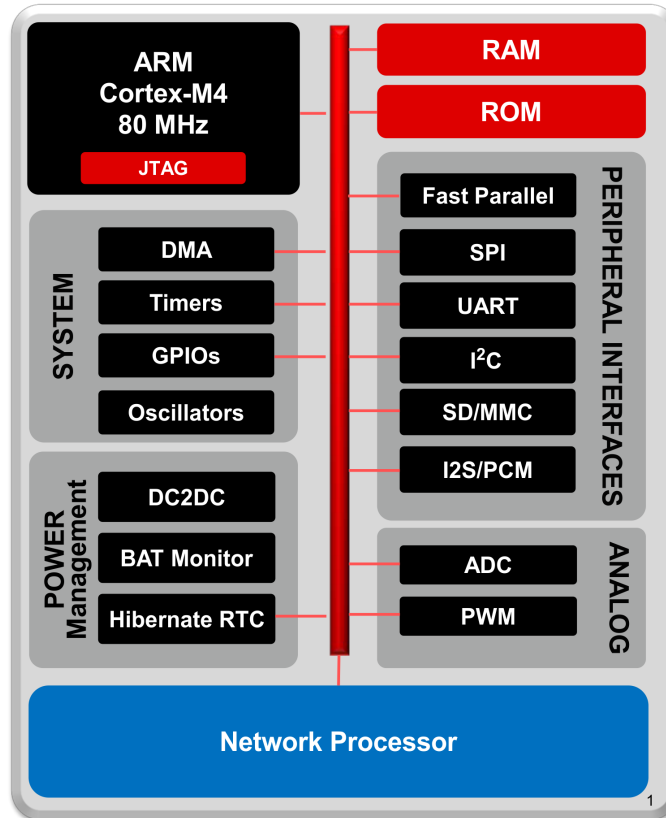 ARM
Cortex-M4
80 MHz
JTAG
RAM
ROM
SYSTEM
DMA
Timers
GPIOs
Oscillators
POWER
Management
DC2DC
BAT Monitor
Hibernate RTC
PERIPHERAL INTERFACES
Fast Parallel
SPI
UART
I²C
SD/MMC
I2S/PCM
ANALOG
ADC
PWM
Network Processor
1